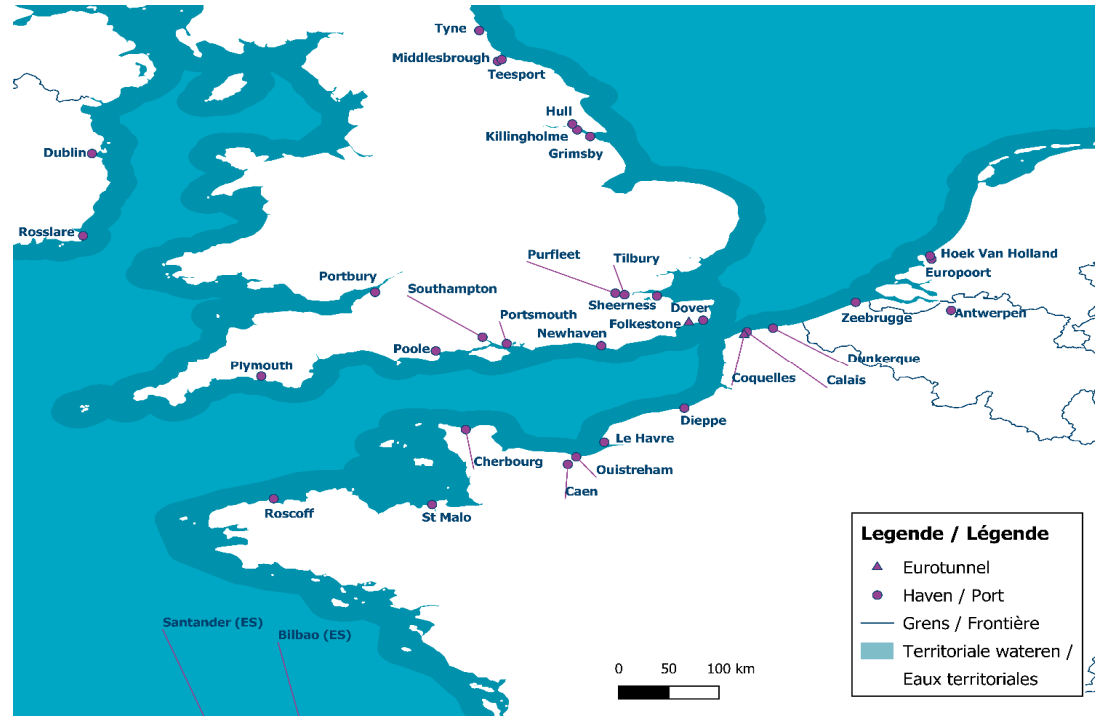 Tyne
Middlesbrough
Teesport
Hull
Killingholme
Grimsby
Dublin
Rosslare
Purfleet
Tilbury
Hoek Van Holland
Europoort
Portbury
Southampton
Sheerness
Dover
Portsmouth
Folkestone
Zeebrugge
Antwerpen
Newhaven
Poole
Dunkerque
Plymouth
Coquelles
Calais
Dieppe
Le Havre
Cherbourg
Ouistreham
Caen
Roscoff
St Malo
Santander (ES)
Bilbao (ES)
0 50 100 km
Legende / Légende
Eurotunnel
Haven / Port
Grens / Frontière
Territoriale wateren /
Eaux territoriales